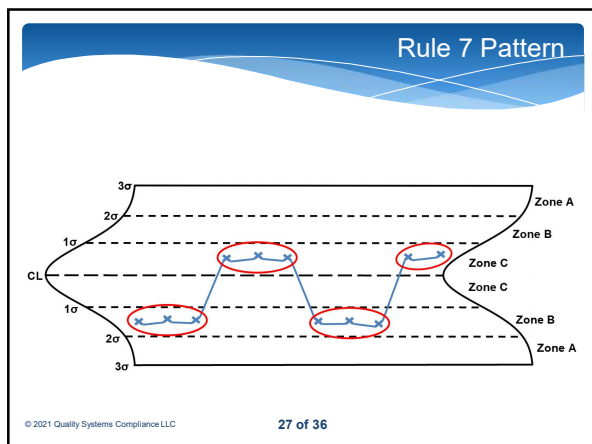 Rule 7 Pattern
3σ
Zone A
2σ
Zone B
1σ
Zone C
CL
Zone C
1σ
Zone B
2σ
Zone A
3σ
© 2021 Quality Systems Compliance LLC
27 of 36